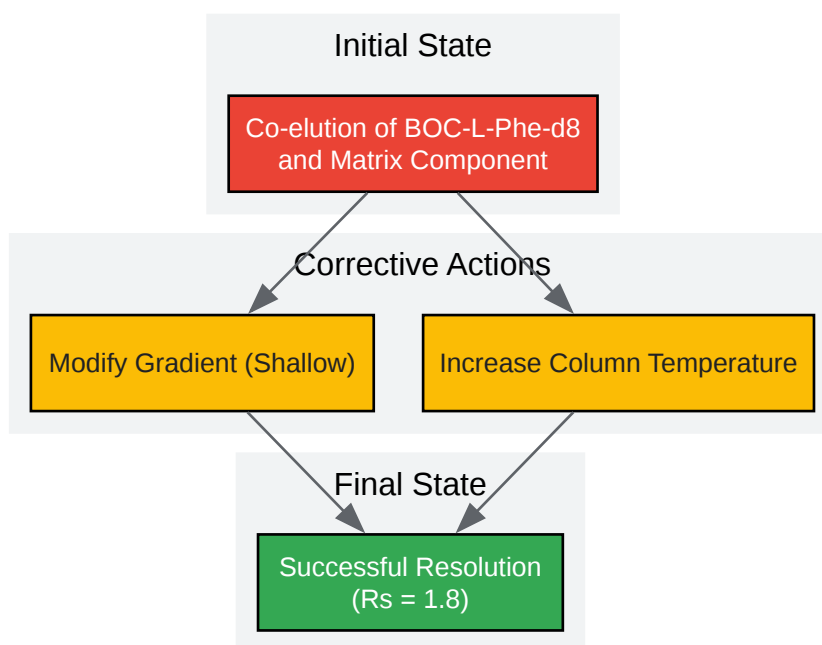 Initial State
Co-elution of BOC-L-Phe-d8
and Matrix Component
Corrective Actions
Modify Gradient (Shallow)
Increase Column Temperature
Final State
Successful Resolution
(Rs = 1.8)